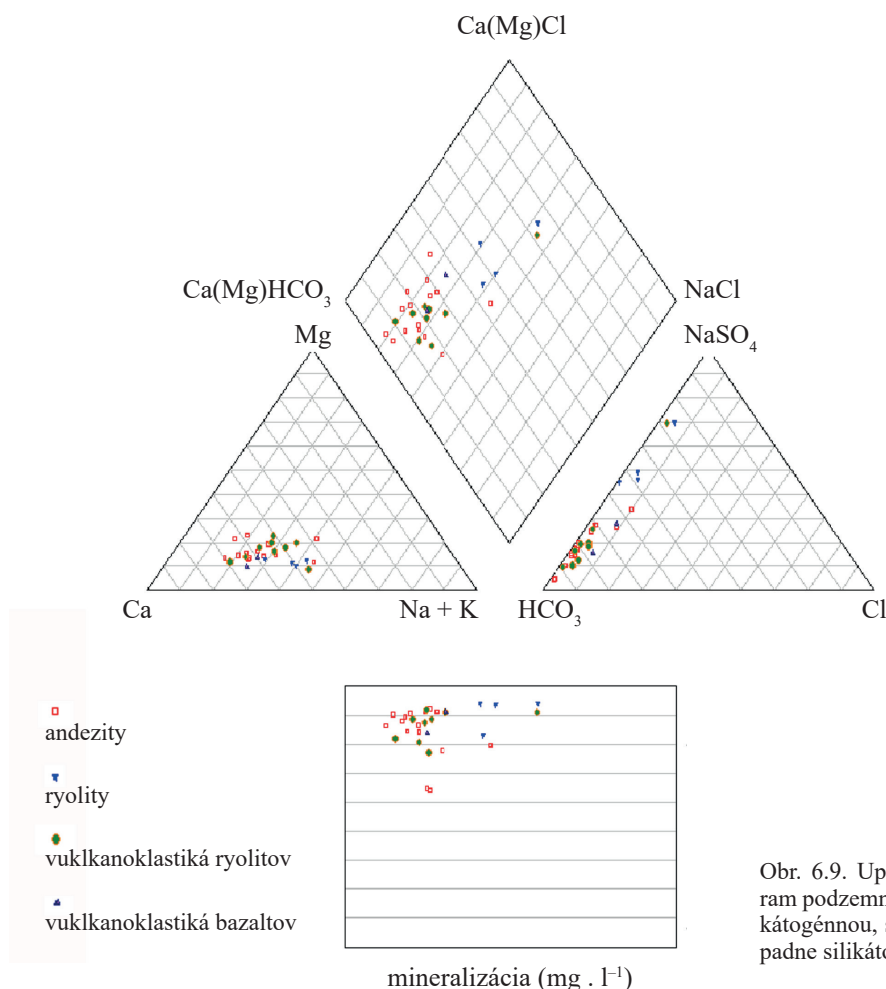 Ca(Mg)Cl
Ca(Mg)HCO₃
NaCl
Mg
NaSO₄
Ca
Na + K
HCO₃
Cl
andezity
ryolity
vuklkanoklastiká ryolitov
vuklkanoklastiká bazaltov
mineralizácia (mg . l⁻¹)
Obr. 6.9. Up
ram podzemn
kátogénnou, s
padne silikáto